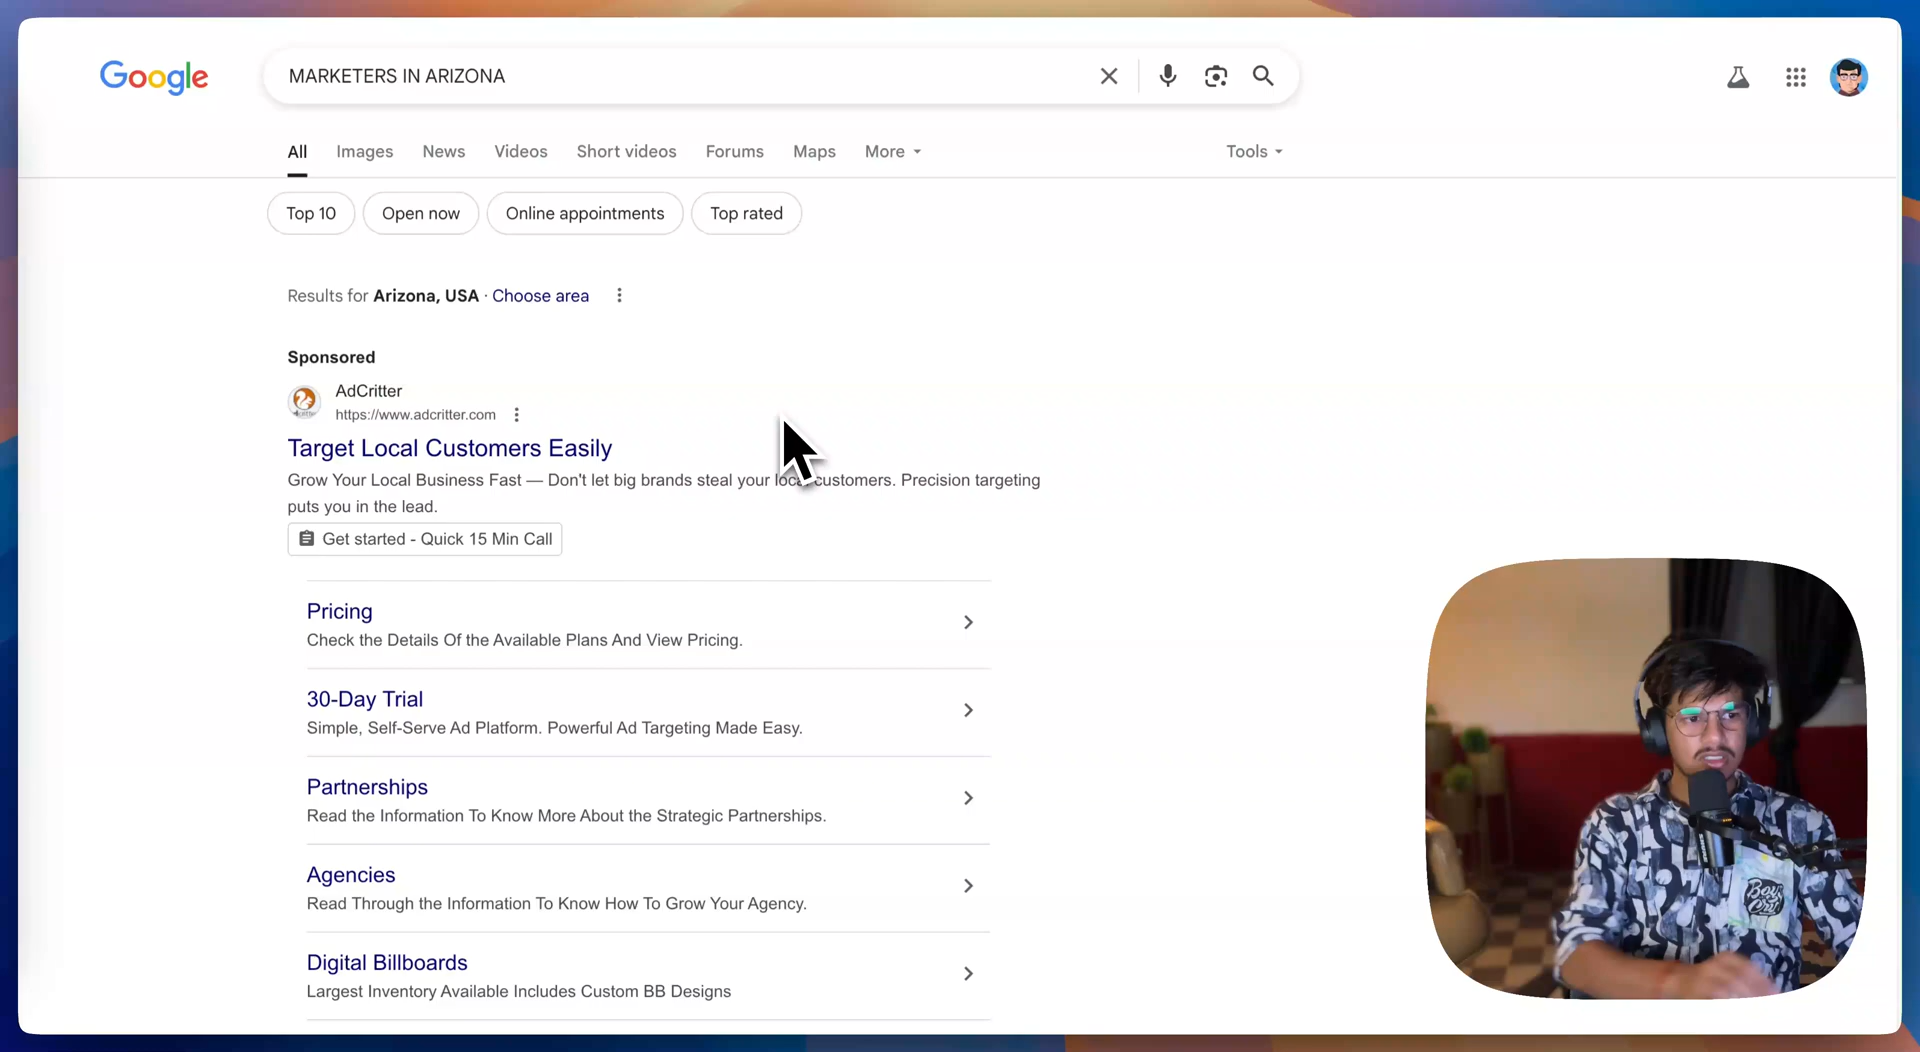 Google
MARKETERS IN ARIZONA
All Images News Videos Short videos Forums Maps More Tools
Top 10 Open now Online appointments Top rated
Results for Arizona, USA · Choose area
Sponsored
AdCritter
https://www.adcritter.com
Target Local Customers Easily
Grow Your Local Business Fast — Don't let big brands steal your local customers. Precision targeting
puts you in the lead.
Get started - Quick 15 Min Call
Pricing
Check the Details Of the Available Plans And View Pricing.
30-Day Trial
Simple, Self-Serve Ad Platform. Powerful Ad Targeting Made Easy.
Partnerships
Read the Information To Know More About the Strategic Partnerships.
Agencies
Read Through the Information To Know How To Grow Your Agency.
Digital Billboards
Largest Inventory Available Includes Custom BB Designs